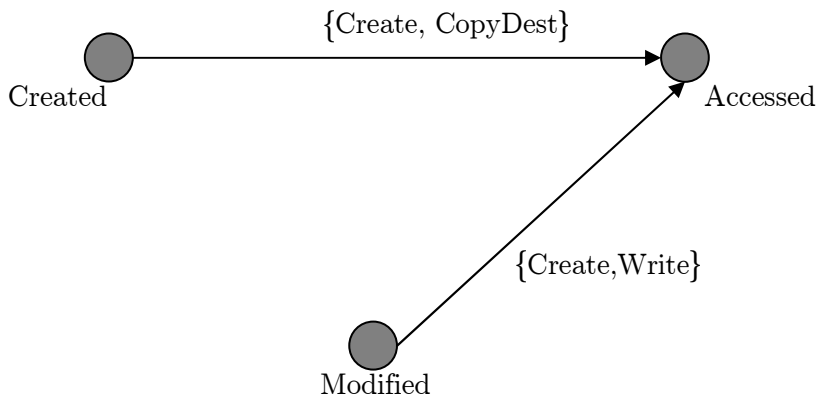 {Create, CopyDest}
Created
Accessed
{Create,Write}
Modified